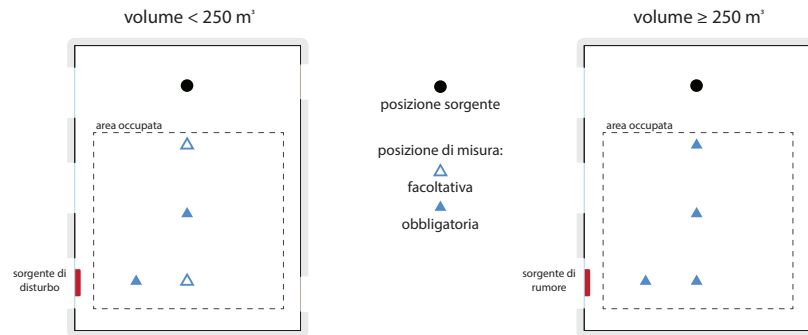 volume < 250 m³
volume ≥ 250 m³
area occupata
posizione sorgente
area occupata
posizione di misura:
facoltativa
obbligatoria
sorgente di
disturbo
sorgente di
rumore